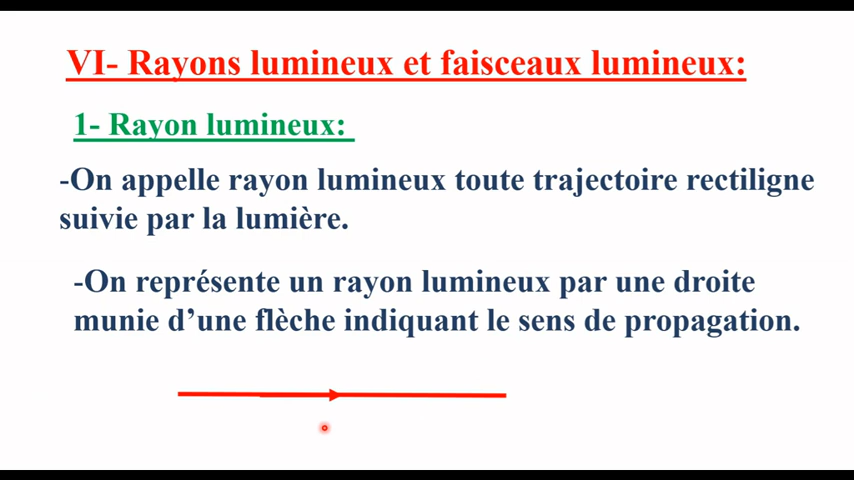 VI- Rayons lumineux et faisceaux lumineux:
1- Rayon lumineux:
-On appelle rayon lumineux toute trajectoire rectiligne
suivie par la lumière.
-On représente un rayon lumineux par une droite
munie d’une flèche indiquant le sens de propagation.